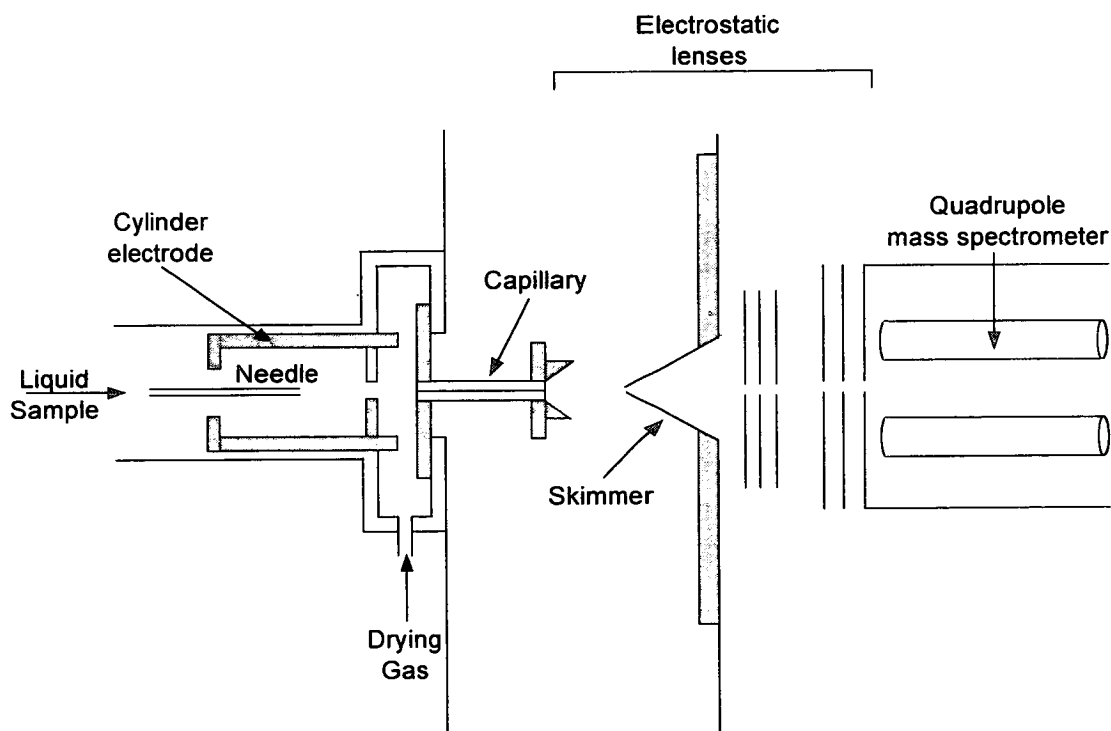 Electrostatic
lenses
Cylinder
electrode
Quadrupole
mass spectrometer
Capillary
Needle
Liquid
Sample
Skimmer
Drying
Gas